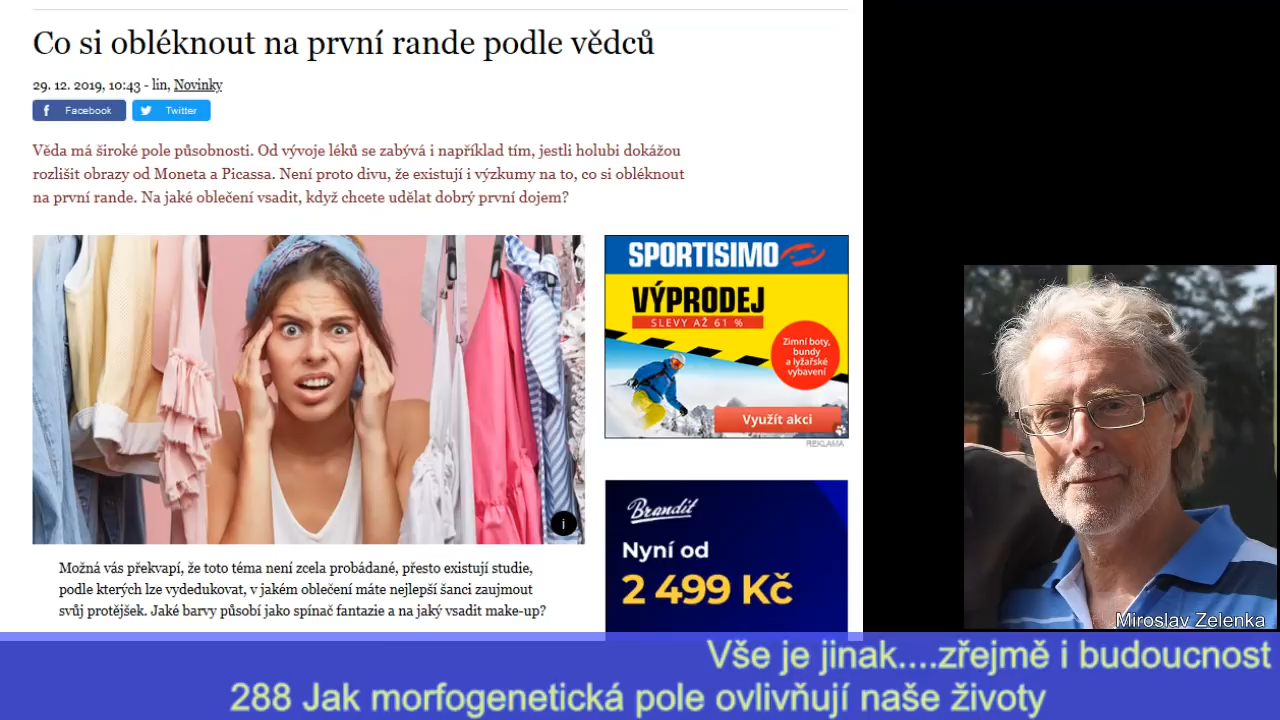 Co si obléknout na první rande podle vědců
29. 12. 2019, 10:43 - lin, Novinky
Facebook
Twitter
Věda má široké pole působnosti. Od vývoje léků se zabývá i například tím, jestli holubi dokážou
rozlišit obrazy od Moneta a Picassa. Není proto divu, že existují i výzkumy na to, co si obléknout
na první rande. Na jaké oblečení vsadit, když chcete udělat dobrý první dojem?
SPORTISIMO
VÝPRODEJ
SLEVY AŽ 61 %
Zimní boty,
bundy
a lyžařské
vybavení
Využít akci
REKLAMA
i
Brandit
Nyní od
2 499 Kč
Možná vás překvapí, že toto téma není zcela probádané, přesto existují studie,
podle kterých lze vydedukovat, v jakém oblečení máte nejlepší šanci zaujmout
svůj protějšek. Jaké barvy působí jako spínač fantazie a na jaký vsadit make-up?
Miroslav Zelenka
Vše je jinak....zřejmě i budoucnost
288 Jak morfogenetická pole ovlivňují naše životy